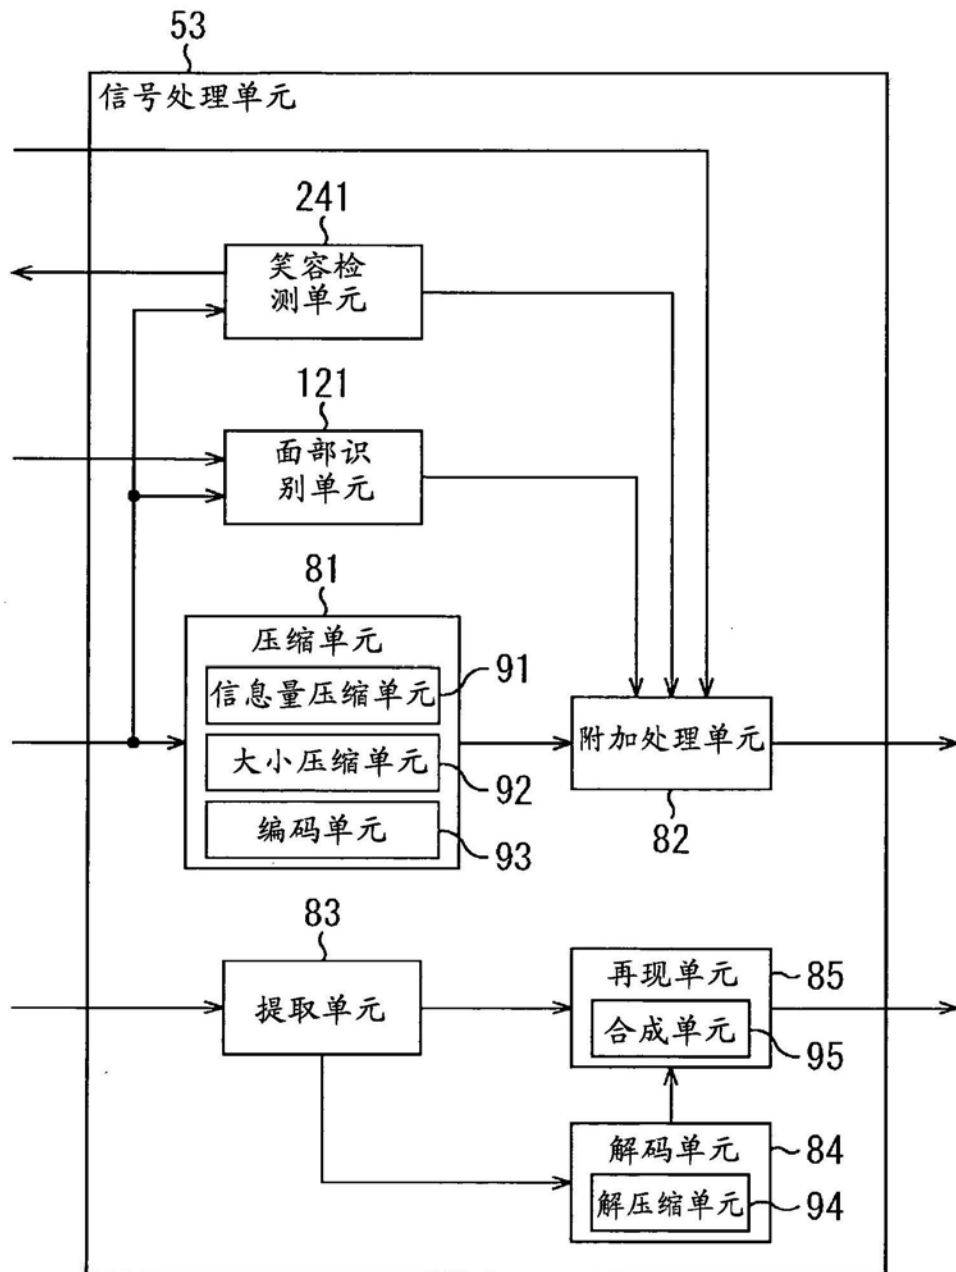 53
信号处理单元
241
笑容检
测单元
121
面部识
别单元
81
压缩单元
信息量压缩单元
91
大小压缩单元
92
编码单元
93
附加处理单元
82
83
提取单元
再现单元
85
合成单元
95
解码单元
84
解压缩单元
94